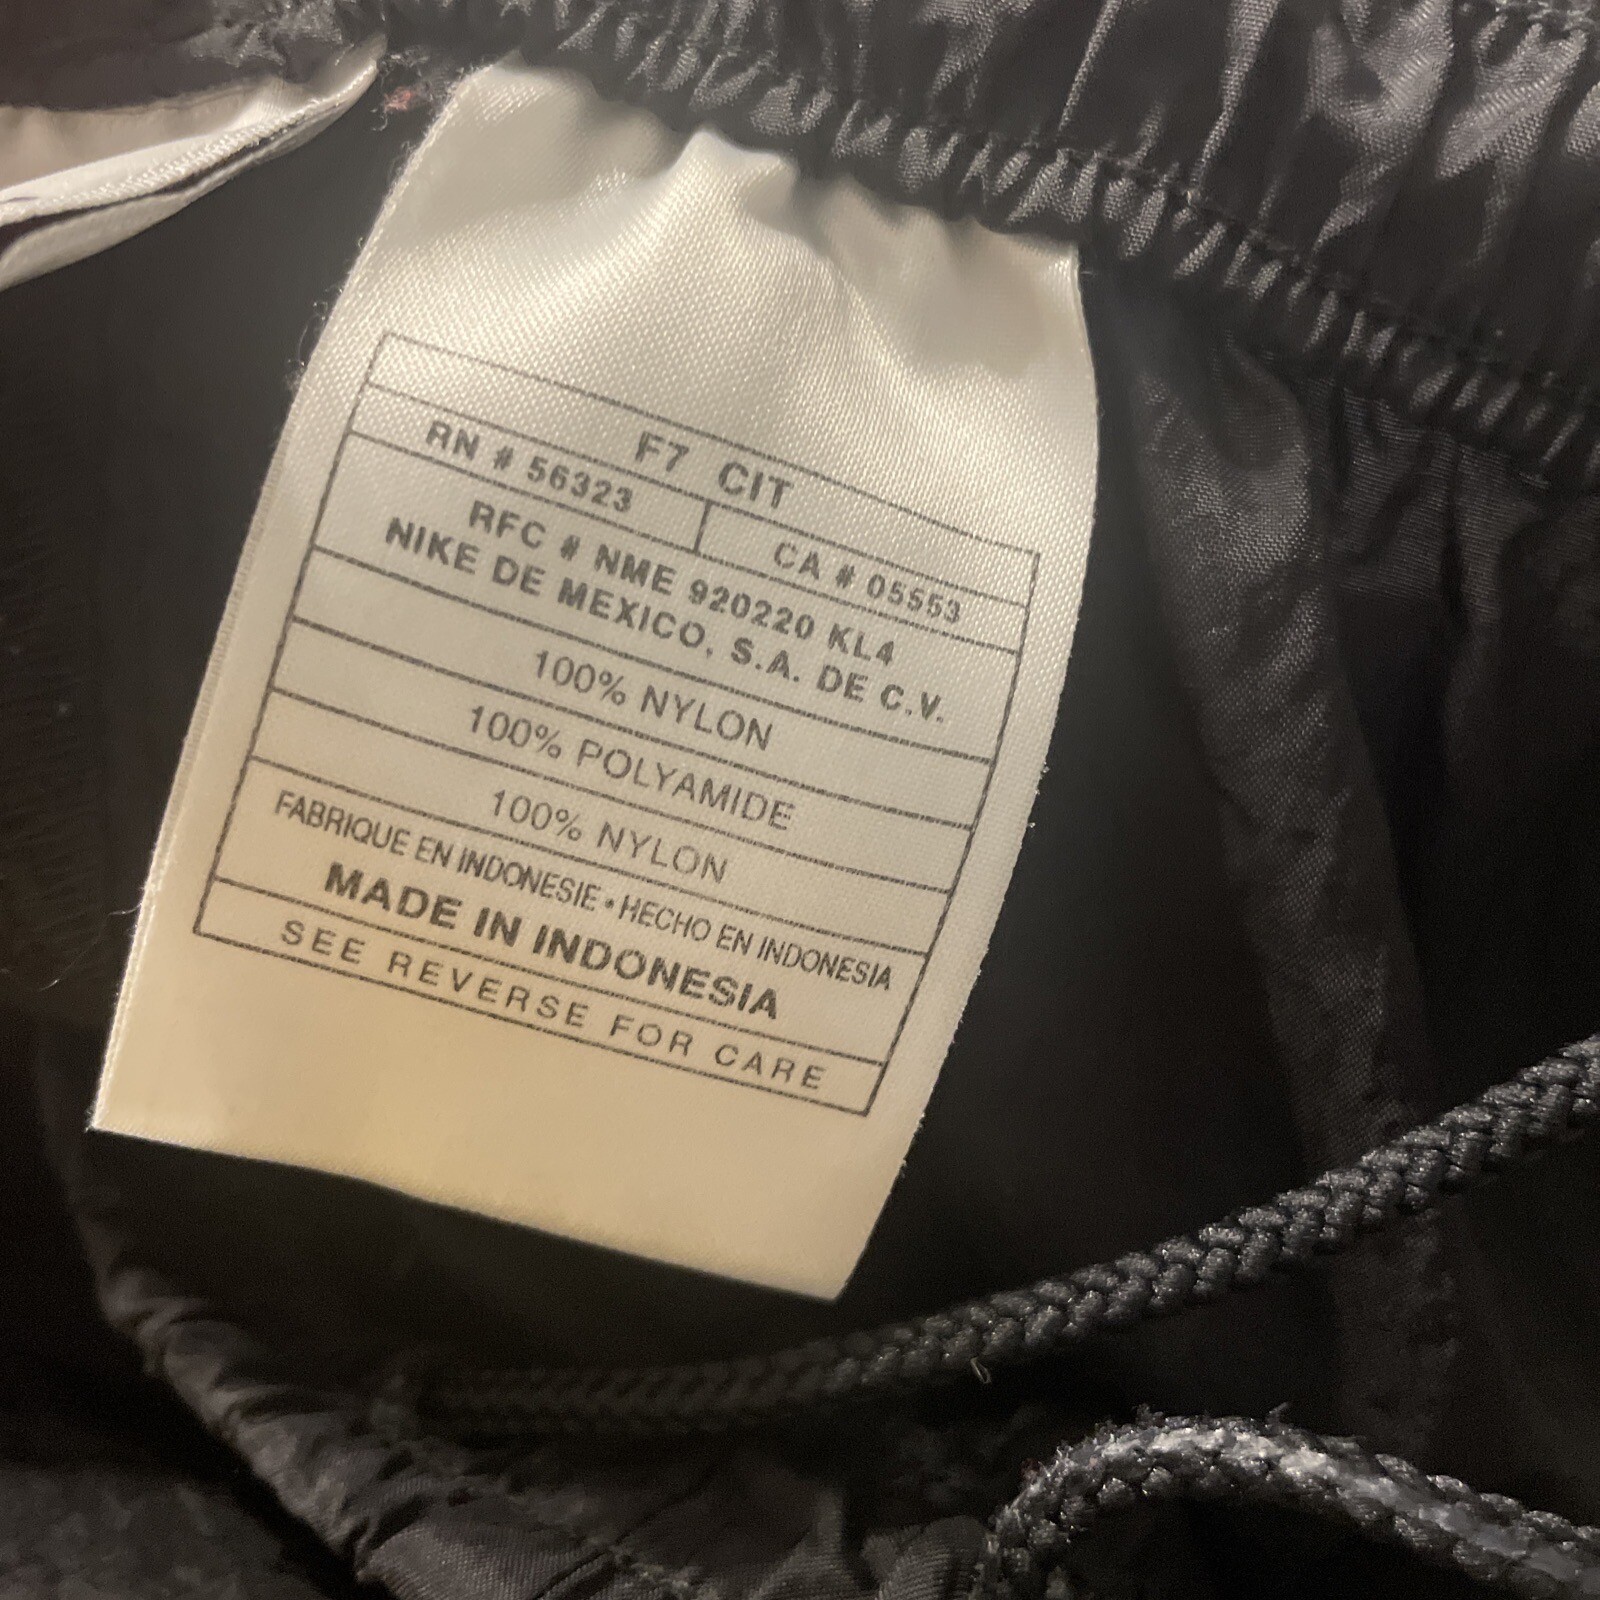 F7 CIT
RN # 56323
CA # 05553
RFC # NME 920220 KL4
NIKE DE MEXICO, S.A. DE C.V.
100% NYLON
100% POLYAMIDE
100% NYLON
FABRIQUE EN INDONESIE • HECHO EN INDONESIA
MADE IN INDONESIA
SEE REVERSE FOR CARE